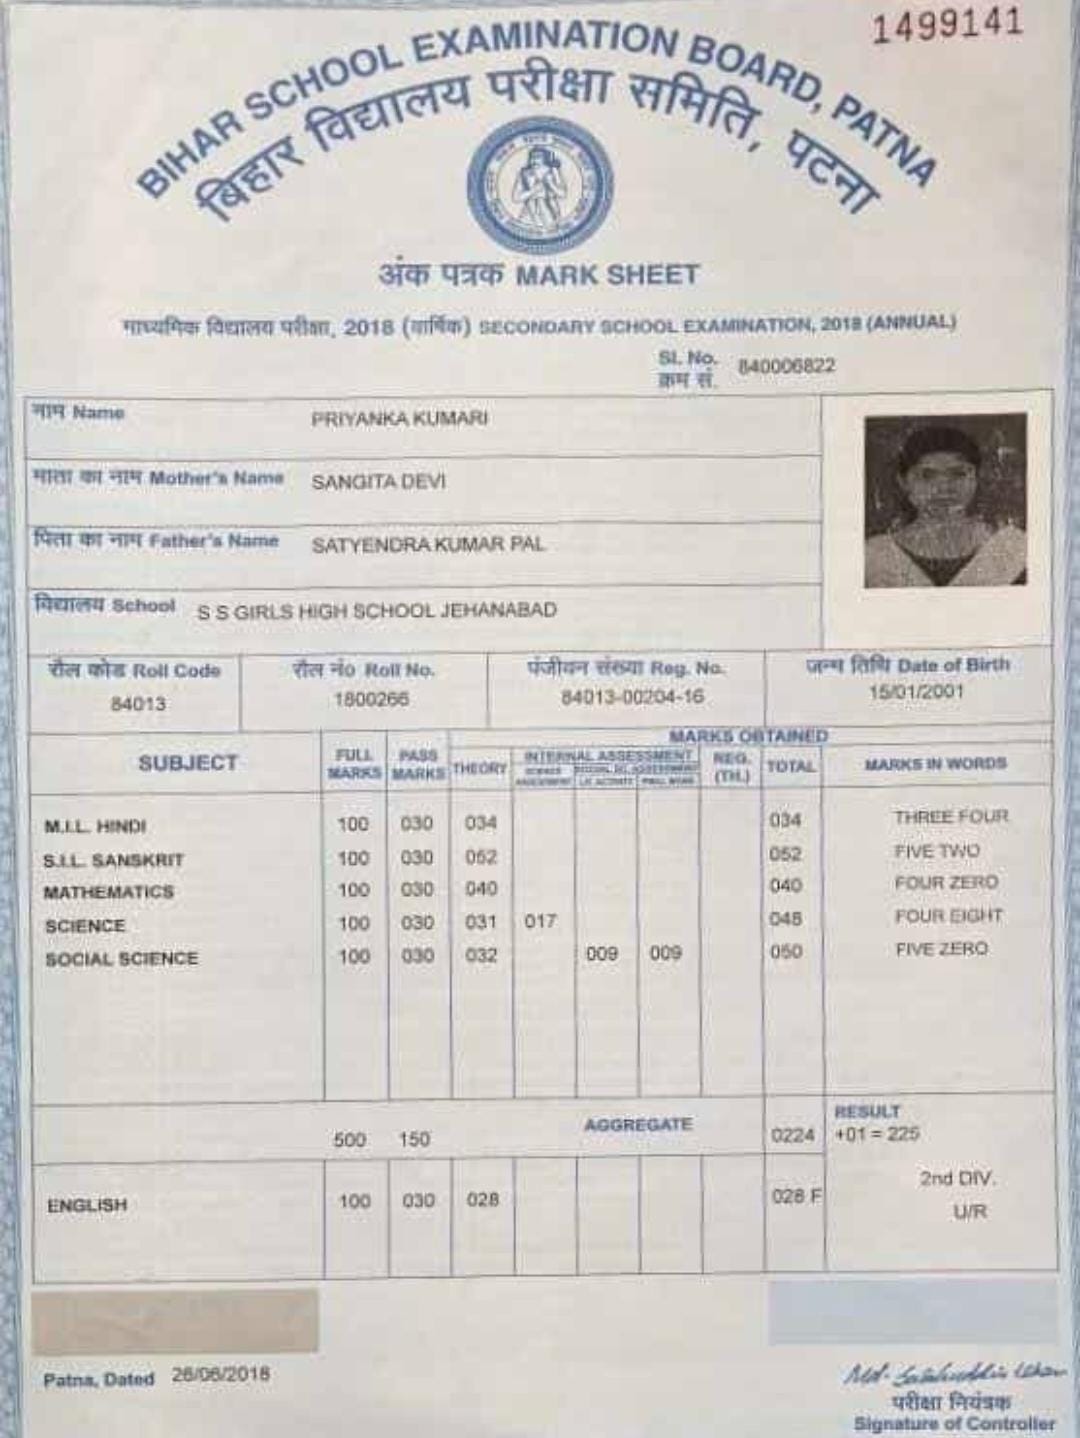 1499141
BIHAR SCHOOL EXAMINATION BOARD, PATNA
बिहार विद्यालय परीक्षा समिति, पटना
अंक पत्रक MARK SHEET
माध्यमिक विद्यालय परीक्षा, 2018 (वार्षिक) SECONDARY SCHOOL EXAMINATION, 2018 (ANNUAL)
Sl. No. 840006822
क्रम सं.
नाम Name PRIYANKA KUMARI
माता का नाम Mother's Name SANGITA DEVI
पिता का नाम Father's Name SATYENDRA KUMAR PAL
विद्यालय School S S GIRLS HIGH SCHOOL JEHANABAD
रौल कोड Roll Code रौल नं० Roll No. पंजीयन संख्या Reg. No. जन्म तिथि Date of Birth
84013 1800266 84013-00204-16 15/01/2001
MARKS OBTAINED
SUBJECT FULL MARKS PASS MARKS THEORY INTERNAL ASSESSMENT REG. (TH.) TOTAL MARKS IN WORDS
M.I.L. HINDI 100 030 034 034 THREE FOUR
S.I.L. SANSKRIT 100 030 052 052 FIVE TWO
MATHEMATICS 100 030 040 040 FOUR ZERO
SCIENCE 100 030 031 017 048 FOUR EIGHT
SOCIAL SCIENCE 100 030 032 009 009 050 FIVE ZERO
500 150 AGGREGATE 0224
RESULT
+01 = 225
2nd DIV.
U/R
ENGLISH 100 030 028 028 F
Patna, Dated 26/06/2018
परीक्षा नियंत्रक
Signature of Controller